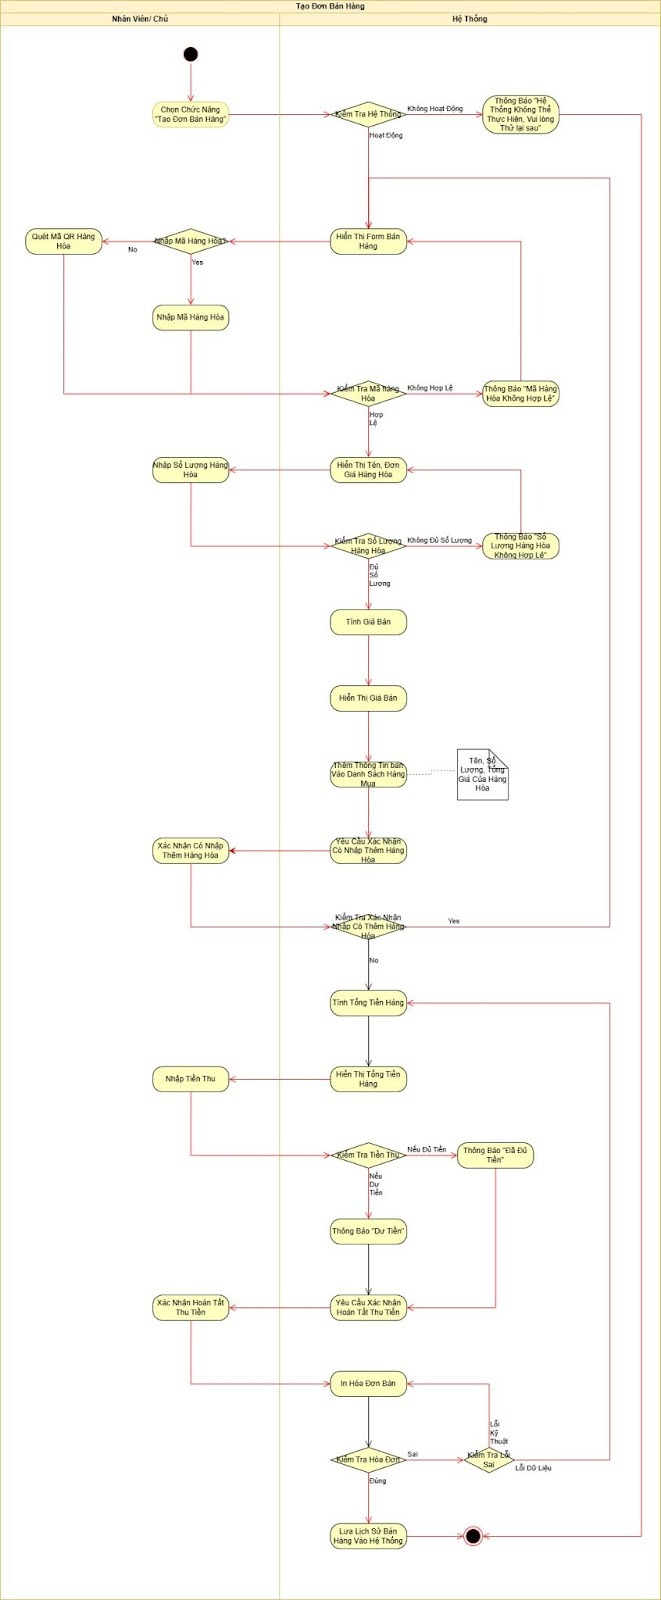 Tạo Đơn Bán Hàng
Nhân Viên/ Chủ
Hệ Thống
Chọn Chức Năng
"Tạo Đơn Bán Hàng"
Kiểm Tra Hệ Thống
Không Hoạt Động
Thông Báo "Hệ
Thống Không Thể
Thực Hiện, Vui lòng
Thử lại sau"
Hoạt Động
Quét Mã QR Hàng
Hóa
No
Nhập Mã Hàng Hóa?
Yes
Hiển Thị Form Bán
Hàng
Nhập Mã Hàng Hóa
Kiểm Tra Mã hàng
Hóa
Không Hợp Lệ
Thông Báo "Mã Hàng
Hóa Không Hợp Lệ"
Hợp
Lệ
Nhập Số Lượng Hàng
Hóa
Hiển Thị Tên, Đơn
Giá Hàng Hóa
Kiểm Tra Số Lượng
Hàng Hóa
Không Đủ Số Lượng
Thông Báo "Số
Lượng Hàng Hóa
Không Hợp Lệ"
Đủ
Số
Lượng
Tính Giá Bán
Hiển Thị Giá Bán
Thêm Thông Tin bán
Vào Danh Sách Hàng
Mua
Tên, Số
Lượng, Tổng
Giá Của Hàng
Hóa
Xác Nhận Có Nhập
Thêm Hàng Hóa
Yêu Cầu Xác Nhận
Có Nhập Thêm Hàng
Hóa
Kiểm Tra Xác Nhận
Nhập Có Thêm Hàng
Hóa
Yes
No
Tính Tổng Tiền Hàng
Nhập Tiền Thu
Hiển Thị Tổng Tiền
Hàng
Kiểm Tra Tiền Thu
Nếu Đủ Tiền
Thông Báo "Đã Đủ
Tiền"
Nếu
Dư
Tiền
Thông Báo "Dư Tiền"
Xác Nhận Hoàn Tất
Thu Tiền
Yêu Cầu Xác Nhận
Hoàn Tất Thu Tiền
In Hóa Đơn Bán
Lỗi
Kỹ
Thuật
Kiểm Tra Hóa Đơn
Sai
Kiểm Tra Lỗi
Sai
Lỗi Dữ Liệu
Đúng
Lưa Lịch Sử Bán
Hàng Vào Hệ Thống